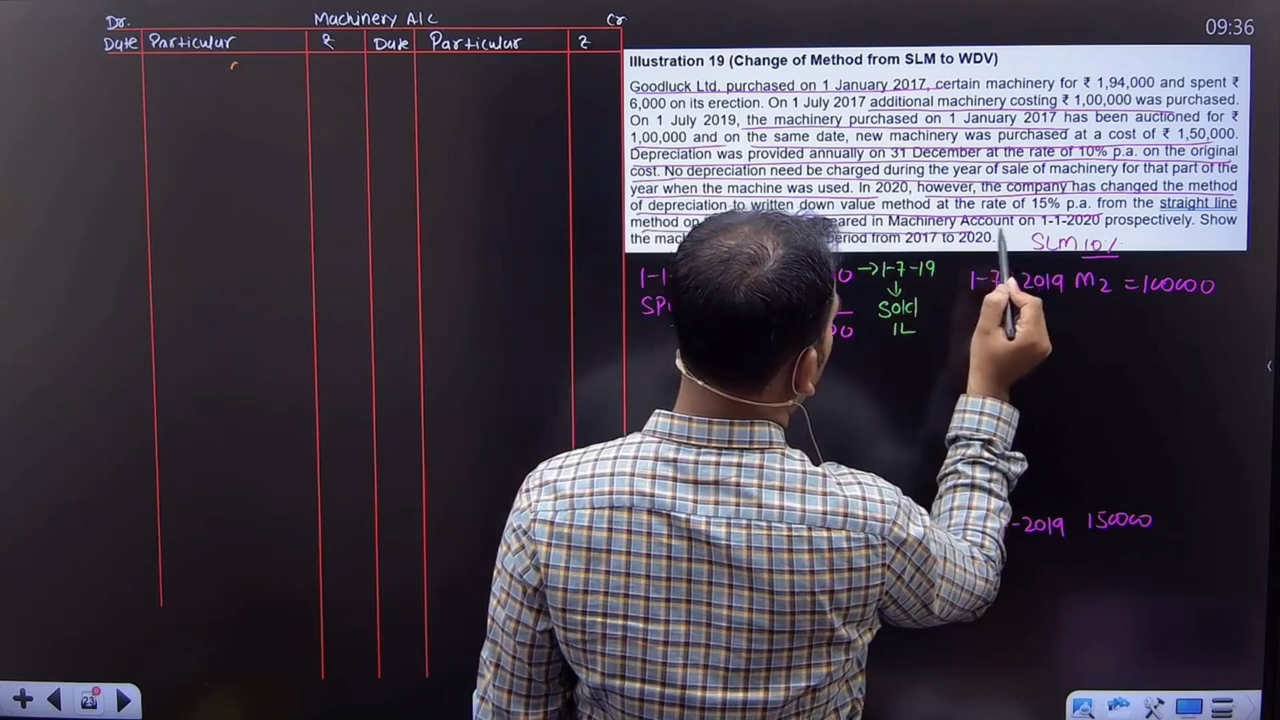 Dr. Machinery A/c Cr.
Date Particular ₹ Date Particular ₹
09:36
Illustration 19 (Change of Method from SLM to WDV)
Goodluck Ltd. purchased on 1 January 2017, certain machinery for ₹ 1,94,000 and spent ₹
6,000 on its erection. On 1 July 2017 additional machinery costing ₹ 1,00,000 was purchased.
On 1 July 2019, the machinery purchased on 1 January 2017 has been auctioned for ₹
1,00,000 and on the same date, new machinery was purchased at a cost of ₹ 1,50,000.
Depreciation was provided annually on 31 December at the rate of 10% p.a. on the original
cost. No depreciation need be charged during the year of sale of machinery for that part of the
year when the machine was used. In 2020, however, the company has changed the method
of depreciation to written down value method at the rate of 15% p.a. from the straight line
method on in Machinery Account on 1-1-2020 prospectively. Show
the from 2017 to 2020.
SLM 10%
→ 1-7-19
↓
Sold
1L
2019 M2 = 100000
-2019 150000
23